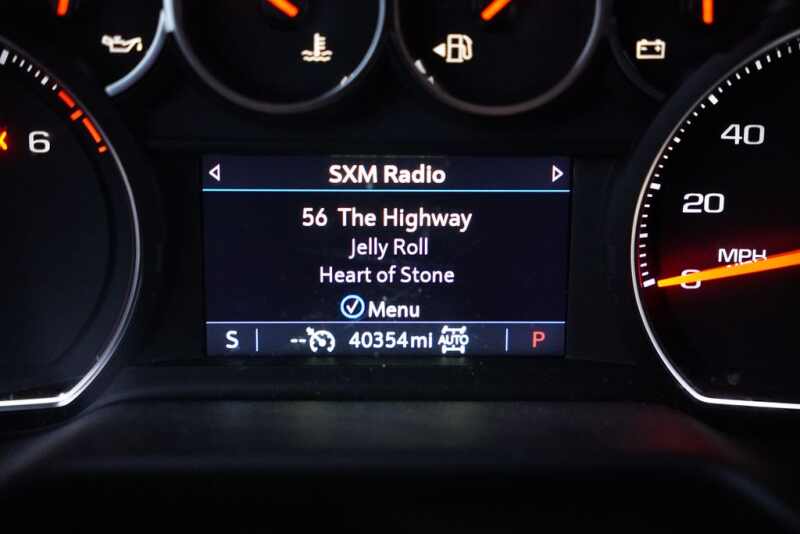 SXM Radio
56 The Highway
Jelly Roll
Heart of Stone
Menu
S -- 40354mi AUTO P
6
40
20
MPH
0